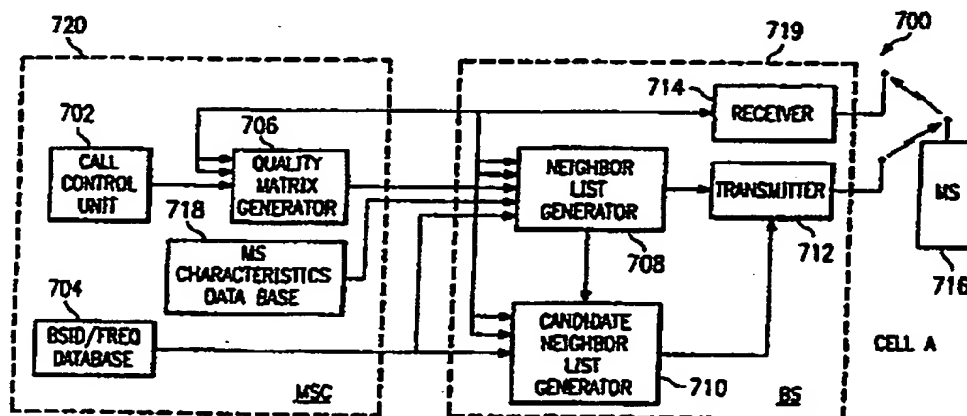 720
719
700
702
CALL
CONTROL
UNIT
706
QUALITY
MATRIX
GENERATOR
714
RECEIVER
NEIGHBOR
LIST
GENERATOR
708
TRANSMITTER
712
MS
716
718
MS
CHARACTERISTICS
DATA BASE
704
BSID/FREQ
DATABASE
CANDIDATE
NEIGHBOR
LIST
GENERATOR
710
CELL A
MSC
BS